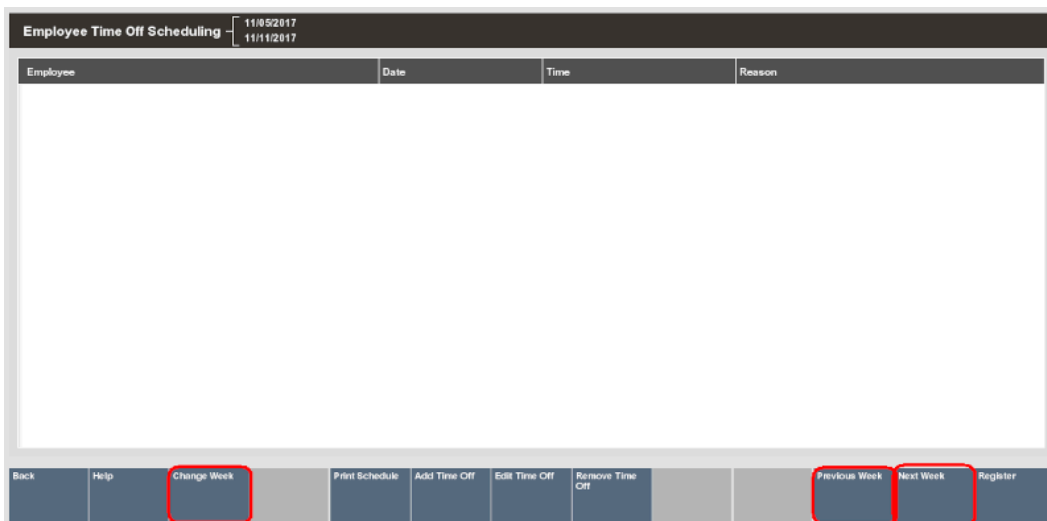 Employee Time Off Scheduling
11/05/2017
11/11/2017
Employee Date Time Reason
Back Help Change Week Print Schedule Add Time Off Edit Time Off Remove Time Previous Week Next Week Register
Off